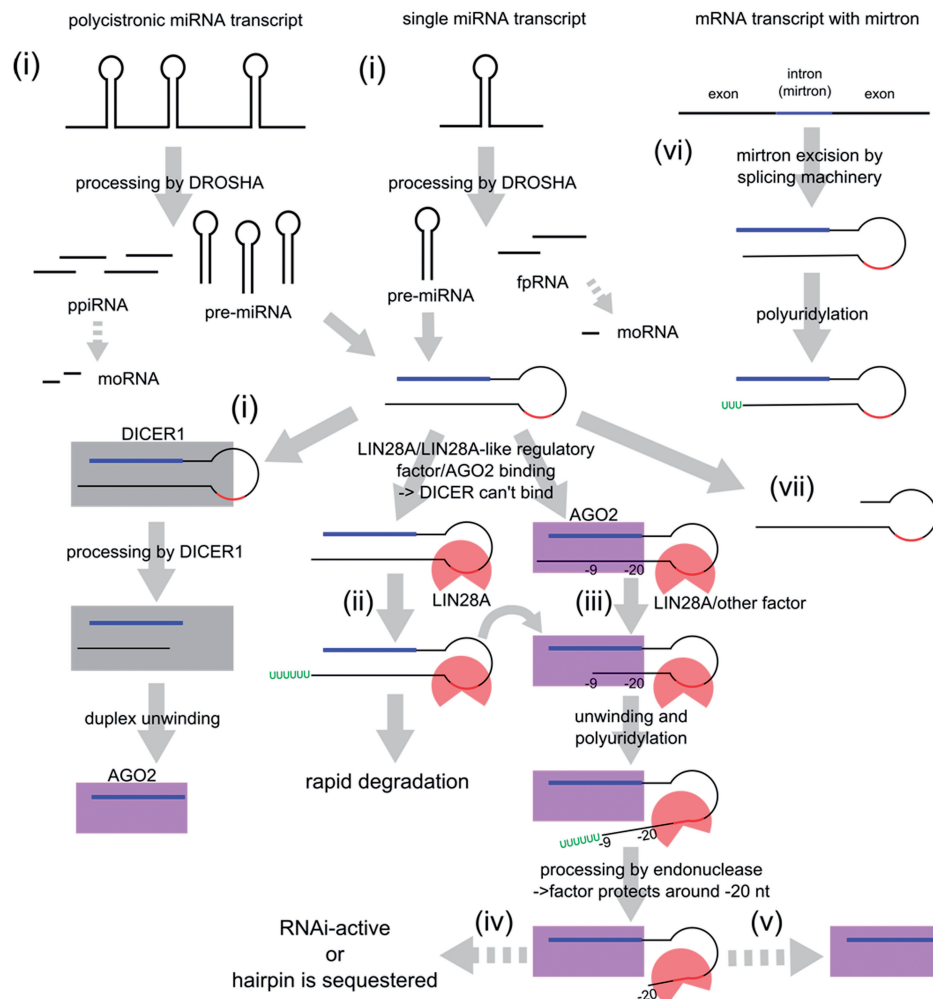 polycistronic miRNA transcript
single miRNA transcript
mRNA transcript with mirtron
(i)
(i)
intron
(mirtron)
exon
exon
(vi)
processing by DROSHA
processing by DROSHA
mirtron excision by
splicing machinery
ppiRNA
pre-miRNA
pre-miRNA
fpRNA
moRNA
moRNA
polyuridylation
UUU
(i)
DICER1
LIN28A/LIN28A-like regulatory
factor/AGO2 binding
-> DICER can't bind
(vii)
processing by DICER1
AGO2
-9
-20
LIN28A
LIN28A/other factor
(ii)
(iii)
UUUUUU
-9
-20
duplex unwinding
unwinding and
polyuridylation
rapid degradation
AGO2
UUUUUU
-9
-20
processing by endonuclease
->factor protects around -20 nt
RNAi-active
or
hairpin is sequestered
(iv)
(v)
-20